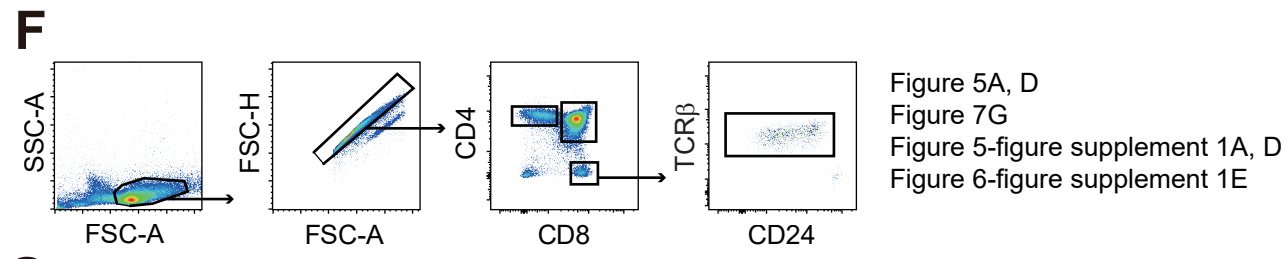 F
SSC-A
FSC-A
FSC-H
FSC-A
CD4
CD8
TCRβ
CD24
Figure 5A, D
Figure 7G
Figure 5-figure supplement 1A, D
Figure 6-figure supplement 1E